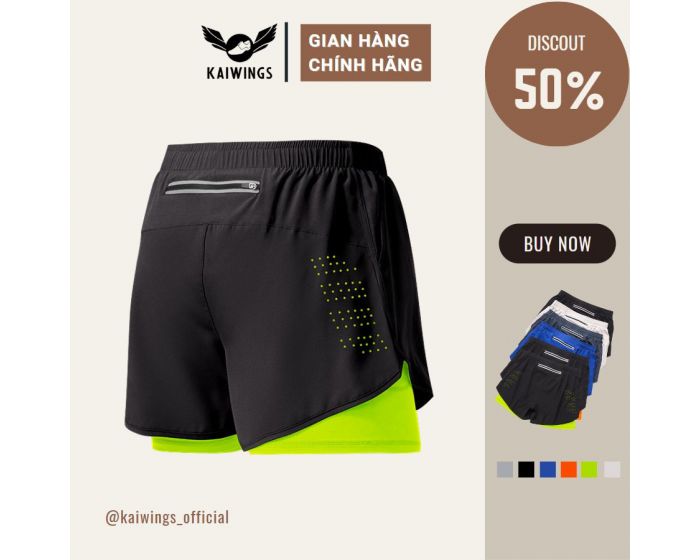 KAIWINGS
GIAN HÀNG
CHÍNH HÃNG
DISCOUT
50%
BUY NOW
@kaiwings_official